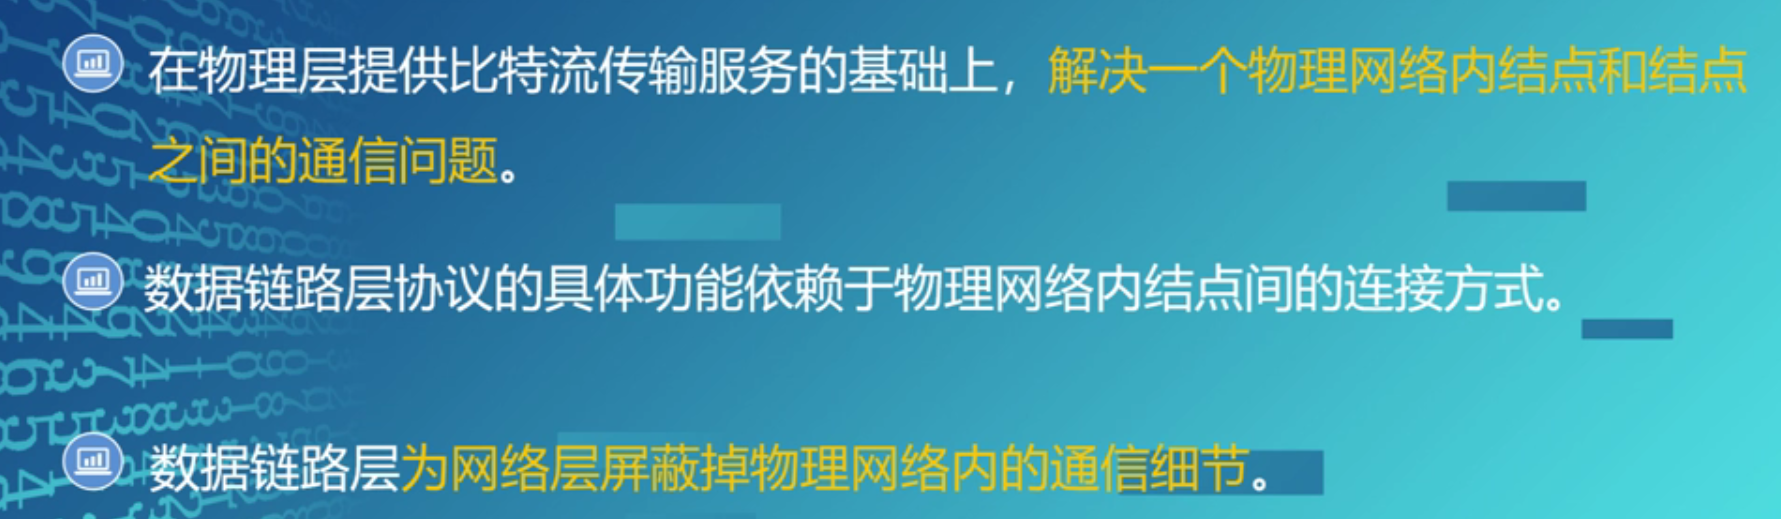 在物理层提供比特流传输服务的基础上，解决一个物理网络内结点和结点
之间的通信问题。
数据链路层协议的具体功能依赖于物理网络内结点间的连接方式。
数据链路层为网络层屏蔽掉物理网络内的通信细节。